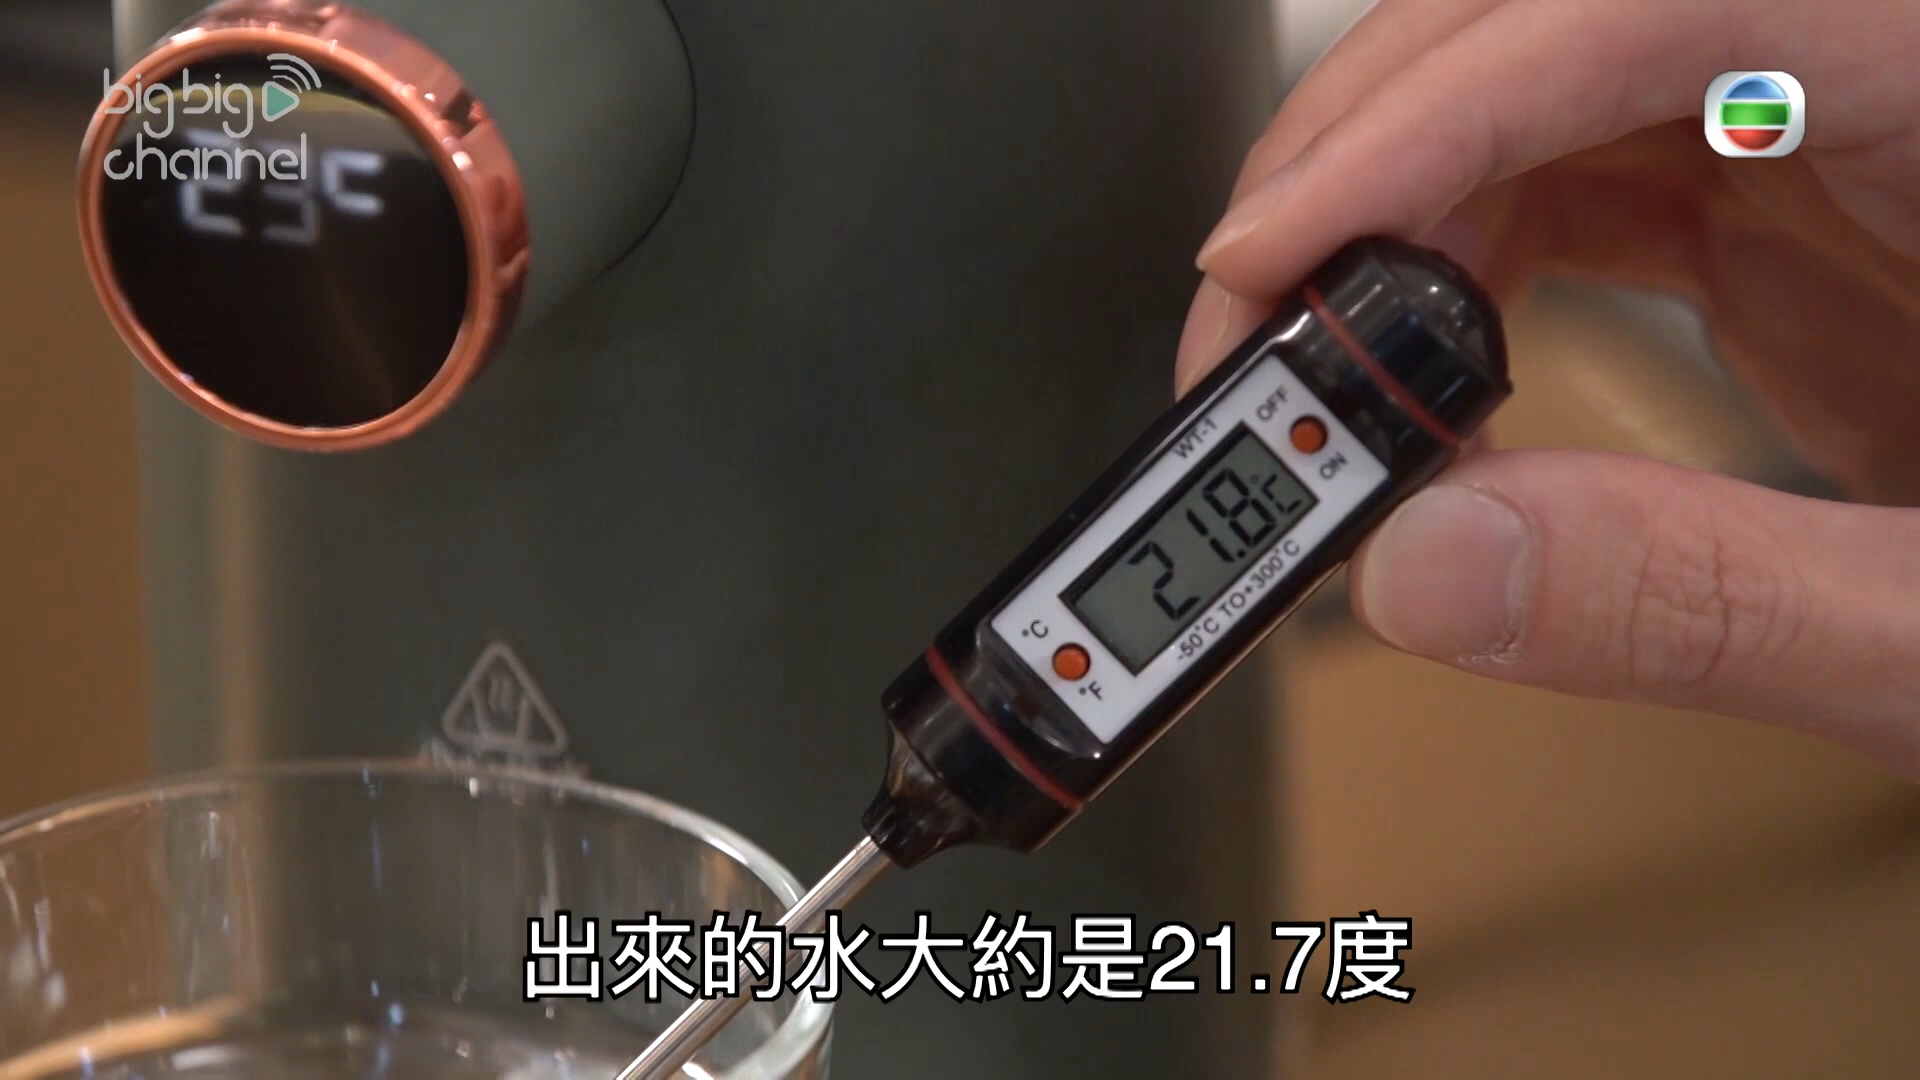 big big
channel
23°C
OFF
ON
WT-1
21.8°C
-50°C TO+300°C
°C
°F
出來的水大約是21.7度